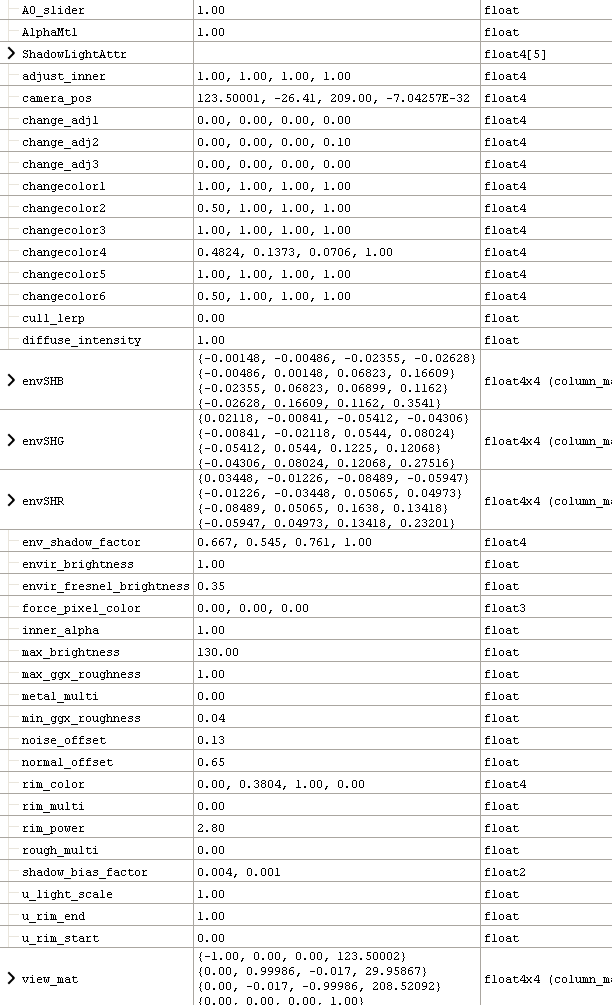 A0_slider 1.00 float
AlphaMtl 1.00 float
ShadowLightAttr float4[5]
adjust_inner 1.00, 1.00, 1.00, 1.00 float4
camera_pos 123.50001, -26.41, 209.00, -7.04257E-32 float4
change_adj1 0.00, 0.00, 0.00, 0.00 float4
change_adj2 0.00, 0.00, 0.00, 0.10 float4
change_adj3 0.00, 0.00, 0.00, 0.00 float4
changecolor1 1.00, 1.00, 1.00, 1.00 float4
changecolor2 0.50, 1.00, 1.00, 1.00 float4
changecolor3 1.00, 1.00, 1.00, 1.00 float4
changecolor4 0.4824, 0.1373, 0.0706, 1.00 float4
changecolor5 1.00, 1.00, 1.00, 1.00 float4
changecolor6 0.50, 1.00, 1.00, 1.00 float4
cull_lerp 0.00 float
diffuse_intensity 1.00 float
{-0.00148, -0.00486, -0.02355, -0.02628}
{-0.00486, 0.00148, 0.06823, 0.16609}
envSHB float4x4 (column_ma
{-0.02355, 0.06823, 0.06899, 0.1162}
{-0.02628, 0.16609, 0.1162, 0.3541}
{0.02118, -0.00841, -0.05412, -0.04306}
{-0.00841, -0.02118, 0.0544, 0.08024}
envSHG float4x4 (column_ma
{-0.05412, 0.0544, 0.1225, 0.12068}
{-0.04306, 0.08024, 0.12068, 0.27516}
{0.03448, -0.01226, -0.08489, -0.05947}
{-0.01226, -0.03448, 0.05065, 0.04973}
envSHR float4x4 (column_ma
{-0.08489, 0.05065, 0.1638, 0.13418}
{-0.05947, 0.04973, 0.13418, 0.23201}
env_shadow_factor 0.667, 0.545, 0.761, 1.00 float4
envir_brightness 1.00 float
envir_fresnel_brightness 0.35 float
force_pixel_color 0.00, 0.00, 0.00 float3
inner_alpha 1.00 float
max_brightness 130.00 float
max_ggx_roughness 1.00 float
metal_multi 0.00 float
min_ggx_roughness 0.04 float
noise_offset 0.13 float
normal_offset 0.65 float
rim_color 0.00, 0.3804, 1.00, 0.00 float4
rim_multi 0.00 float
rim_power 2.80 float
rough_multi 0.00 float
shadow_bias_factor 0.004, 0.001 float2
u_light_scale 1.00 float
u_rim_end 1.00 float
u_rim_start 0.00 float
{-1.00, 0.00, 0.00, 123.50002}
{0.00, 0.99986, -0.017, 29.95867}
view_mat float4x4 (column_ma
{0.00, -0.017, -0.99986, 208.52092}
{0.00, 0.00, 0.00, 1.00}